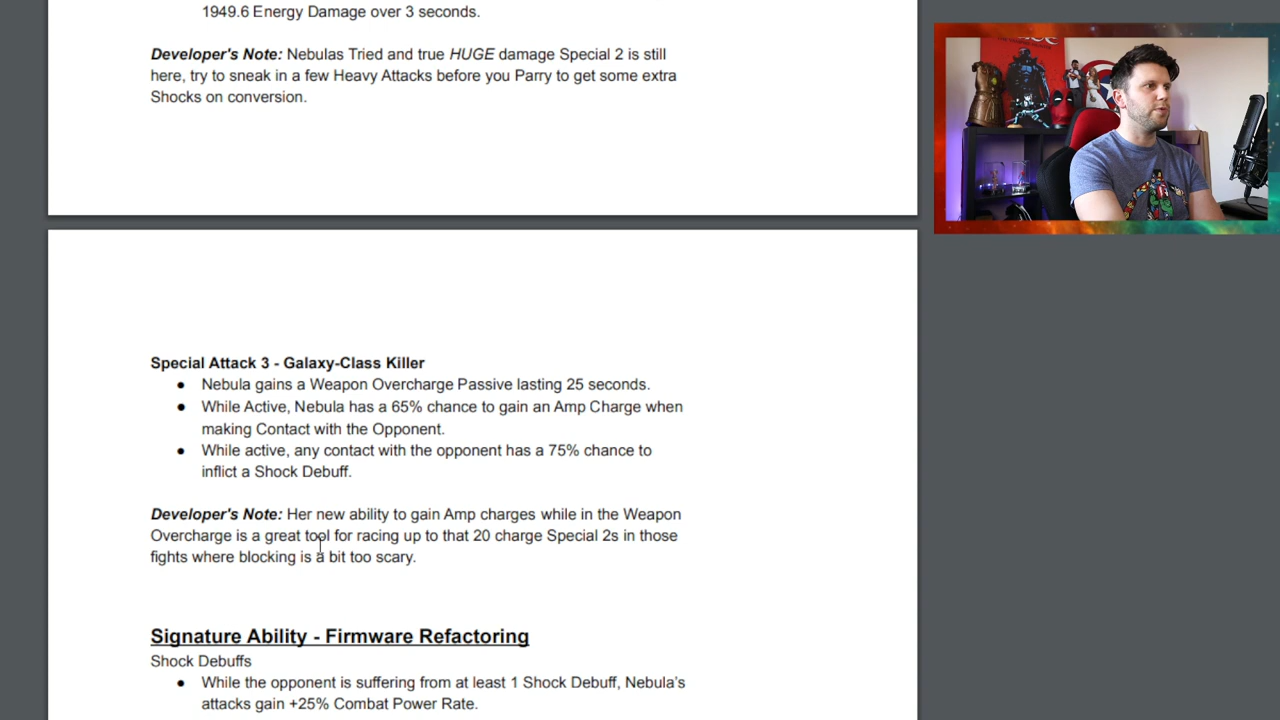 1949.6 Energy Damage over 3 seconds.
Developer's Note: Nebulas Tried and true HUGE damage Special 2 is still
here, try to sneak in a few Heavy Attacks before you Parry to get some extra
Shocks on conversion.
Special Attack 3 - Galaxy-Class Killer
● Nebula gains a Weapon Overcharge Passive lasting 25 seconds.
● While Active, Nebula has a 65% chance to gain an Amp Charge when
making Contact with the Opponent.
● While active, any contact with the opponent has a 75% chance to
inflict a Shock Debuff.
Developer's Note: Her new ability to gain Amp charges while in the Weapon
Overcharge is a great tool for racing up to that 20 charge Special 2s in those
fights where blocking is a bit too scary.
Signature Ability - Firmware Refactoring
Shock Debuffs
● While the opponent is suffering from at least 1 Shock Debuff, Nebula's
attacks gain +25% Combat Power Rate.